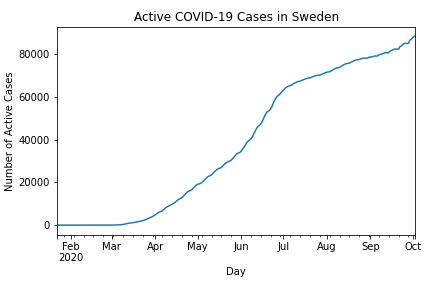 Active COVID-19 Cases in Sweden
Number of Active Cases
80000
60000
40000
20000
0
Feb Mar Apr May Jun Jul Aug Sep Oct
2020
Day